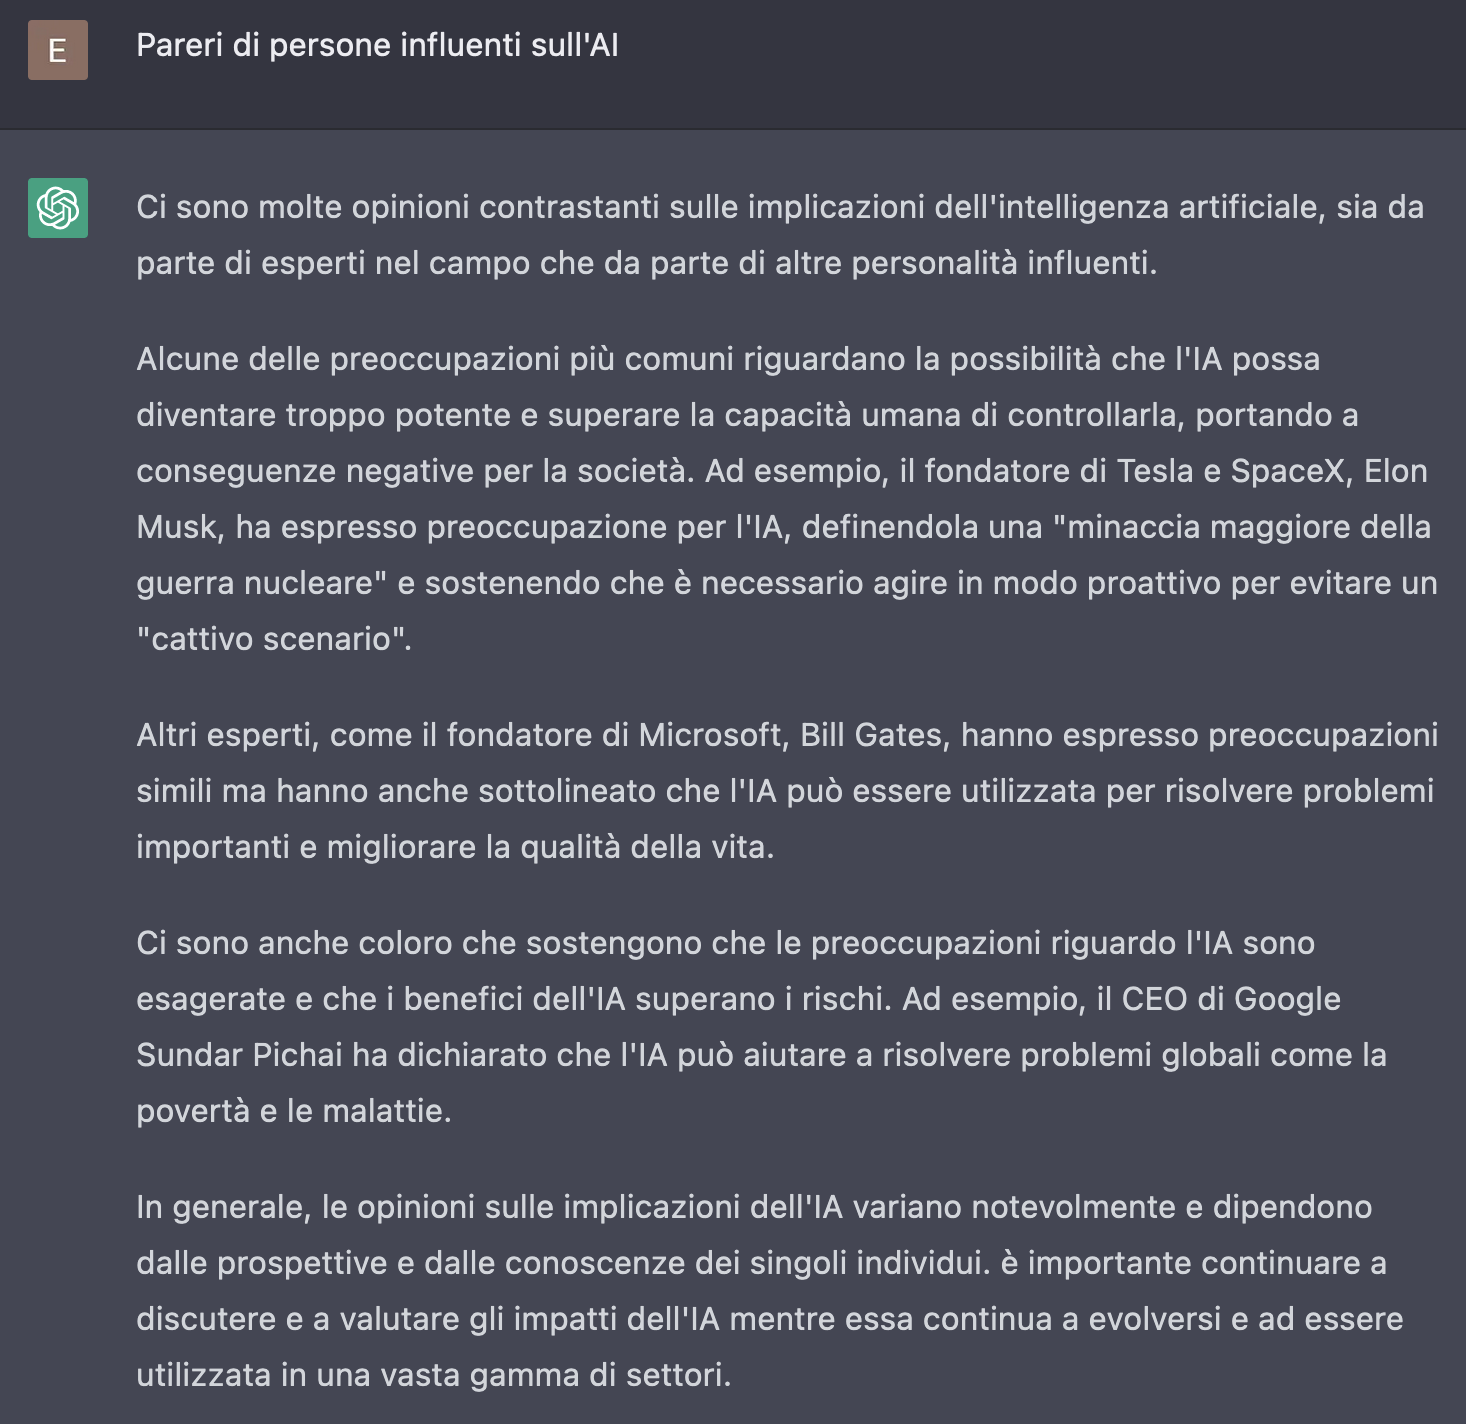 E
Pareri di persone influenti sull'AI
Ci sono molte opinioni contrastanti sulle implicazioni dell'intelligenza artificiale, sia da
parte di esperti nel campo che da parte di altre personalità influenti.
Alcune delle preoccupazioni più comuni riguardano la possibilità che l'IA possa
diventare troppo potente e superare la capacità umana di controllarla, portando a
conseguenze negative per la società. Ad esempio, il fondatore di Tesla e SpaceX, Elon
Musk, ha espresso preoccupazione per l'IA, definendola una "minaccia maggiore della
guerra nucleare" e sostenendo che è necessario agire in modo proattivo per evitare un
"cattivo scenario".
Altri esperti, come il fondatore di Microsoft, Bill Gates, hanno espresso preoccupazioni
simili ma hanno anche sottolineato che l'IA può essere utilizzata per risolvere problemi
importanti e migliorare la qualità della vita.
Ci sono anche coloro che sostengono che le preoccupazioni riguardo l'IA sono
esagerate e che i benefici dell'IA superano i rischi. Ad esempio, il CEO di Google
Sundar Pichai ha dichiarato che l'IA può aiutare a risolvere problemi globali come la
povertà e le malattie.
In generale, le opinioni sulle implicazioni dell'IA variano notevolmente e dipendono
dalle prospettive e dalle conoscenze dei singoli individui. è importante continuare a
discutere e a valutare gli impatti dell'IA mentre essa continua a evolversi e ad essere
utilizzata in una vasta gamma di settori.